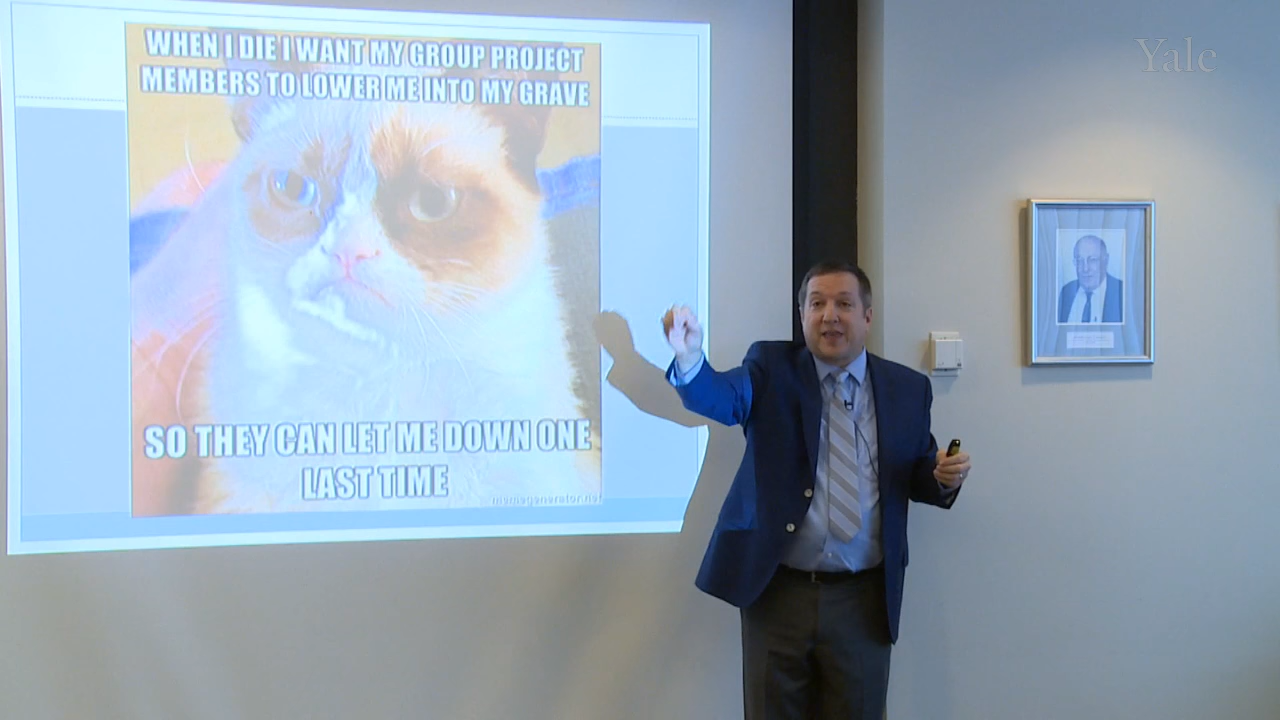 Yale
WHEN I DIE I WANT MY GROUP PROJECT
MEMBERS TO LOWER ME INTO MY GRAVE
SO THEY CAN LET ME DOWN ONE
LAST TIME
memegenerator.net